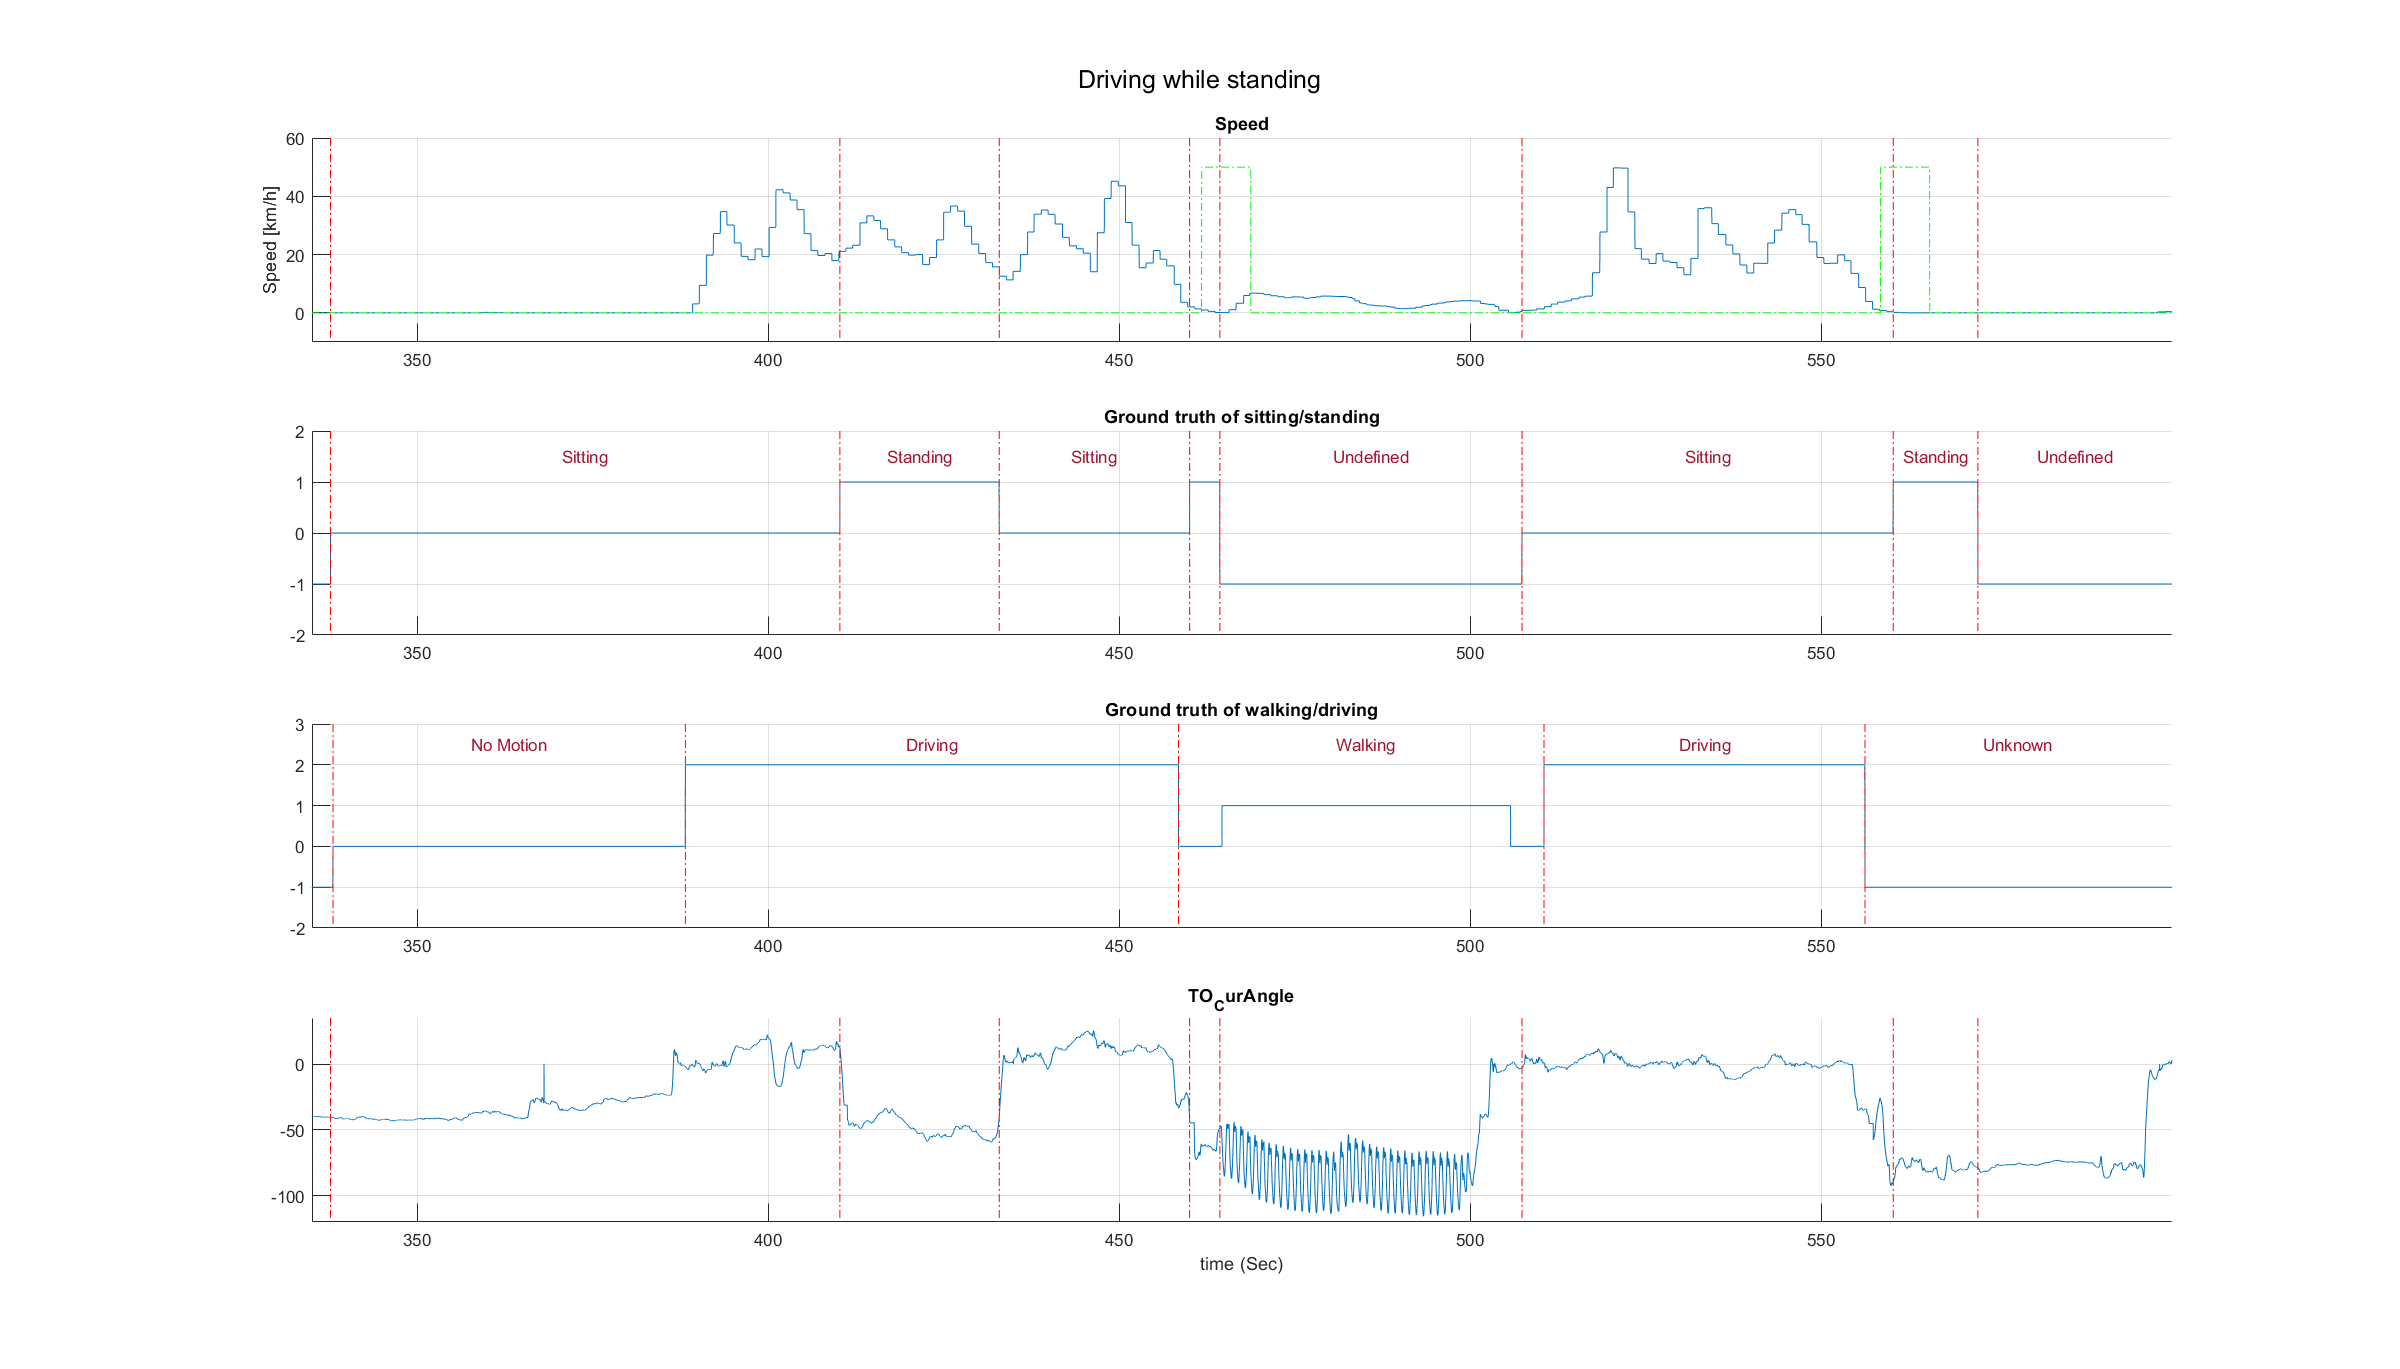 Driving while standing
Speed
Speed [km/h]
60
40
20
0
350 400 450 500 550
Ground truth of sitting/standing
2
1
0
-1
-2
Sitting Standing Sitting Undefined Sitting Standing Undefined
350 400 450 500 550
Ground truth of walking/driving
3
2
1
0
-1
-2
No Motion Driving Walking Driving Unknown
350 400 450 500 550
TO_CurAngle
0
-50
-100
350 400 450 500 550
time (Sec)